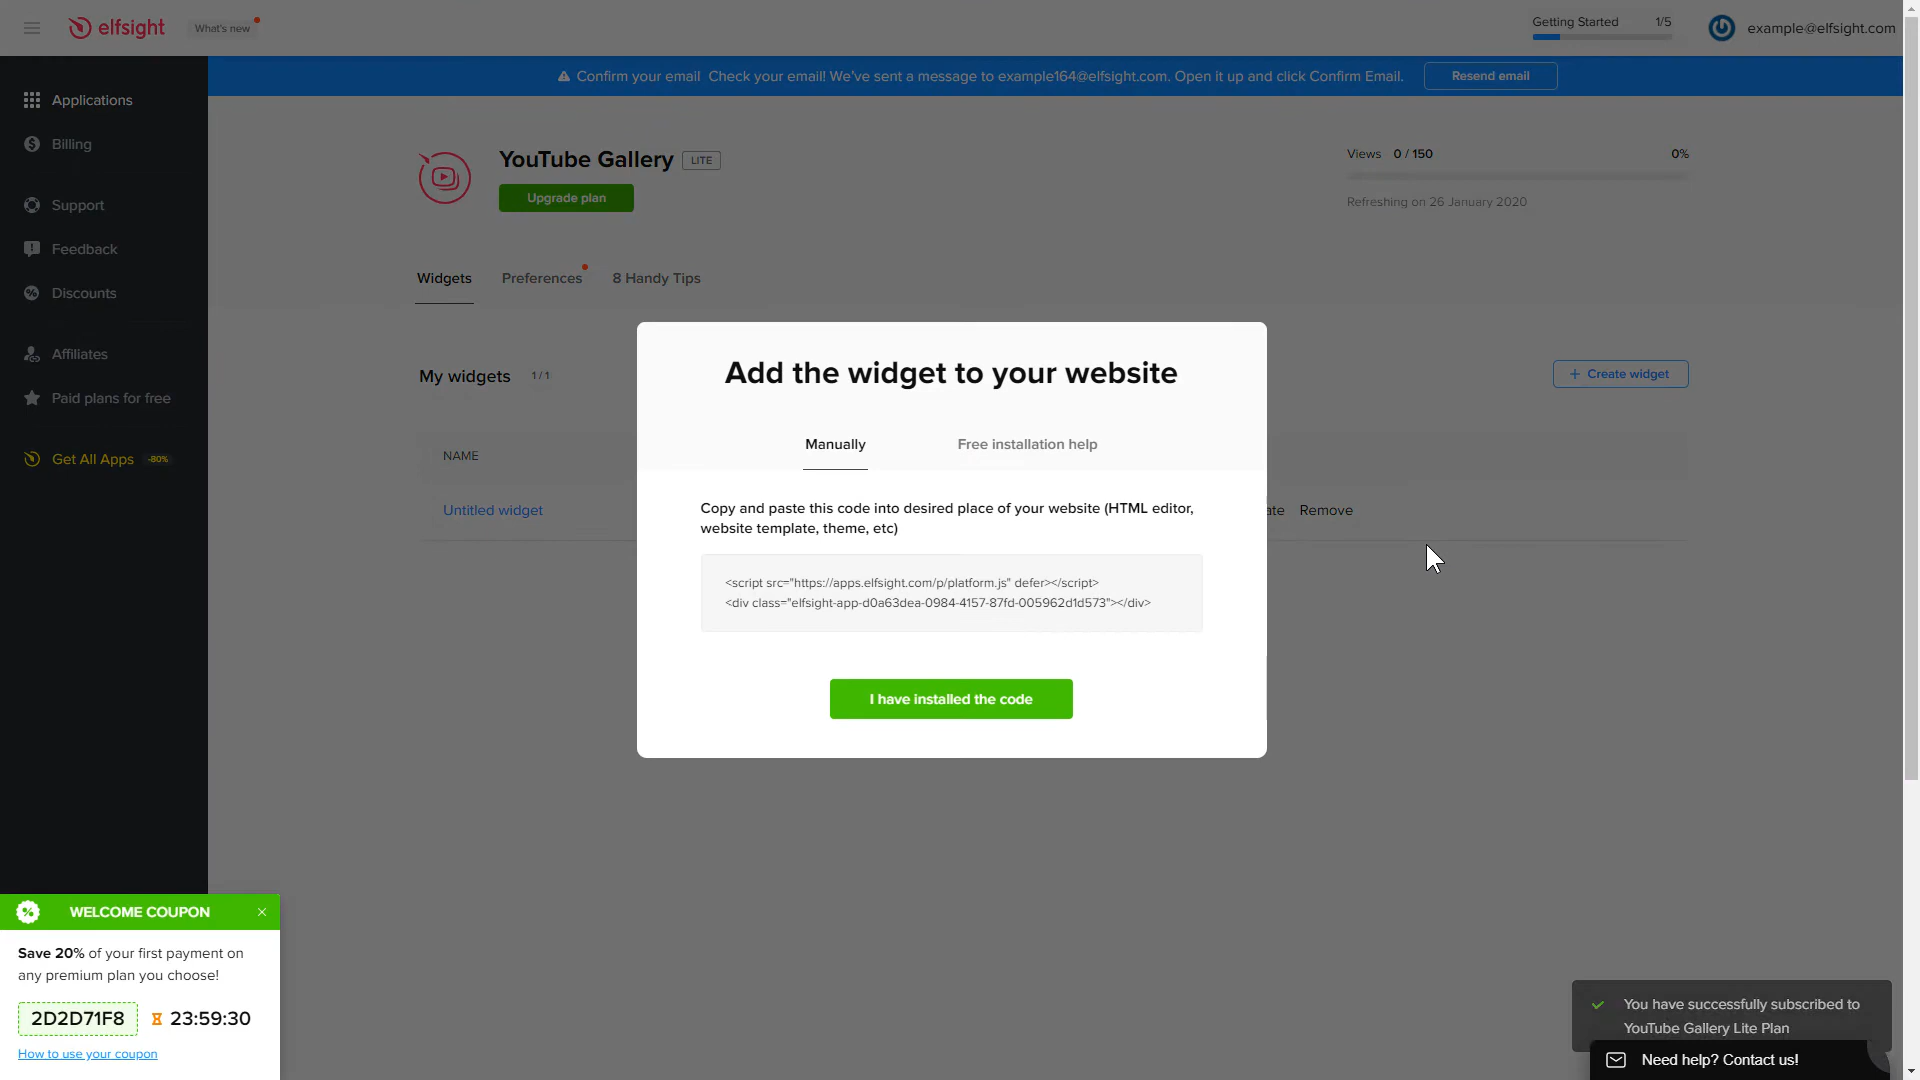 elfsight
What's new
Getting Started 1/5
example@elfsight.com
Confirm your email Check your email! We've sent a message to example164@elfsight.com. Open it up and click Confirm Email.
Resend email
Applications
Billing
Support
Feedback
Discounts
Affiliates
Paid plans for free
Get All Apps -80%
YouTube Gallery LITE
Upgrade plan
Views 0 / 150 0%
Refreshing on 26 January 2020
Widgets Preferences 8 Handy Tips
My widgets 1 / 1
+ Create widget
NAME
Untitled widget
ate Remove
Add the widget to your website
Manually Free installation help
Copy and paste this code into desired place of your website (HTML editor,
website template, theme, etc)
<script src="https://apps.elfsight.com/p/platform.js" defer></script>
<div class="elfsight-app-d0a63dea-0984-4157-87fd-005962d1d573"></div>
I have installed the code
WELCOME COUPON
Save 20% of your first payment on
any premium plan you choose!
2D2D71F8 23:59:30
How to use your coupon
You have successfully subscribed to
YouTube Gallery Lite Plan
Need help? Contact us!